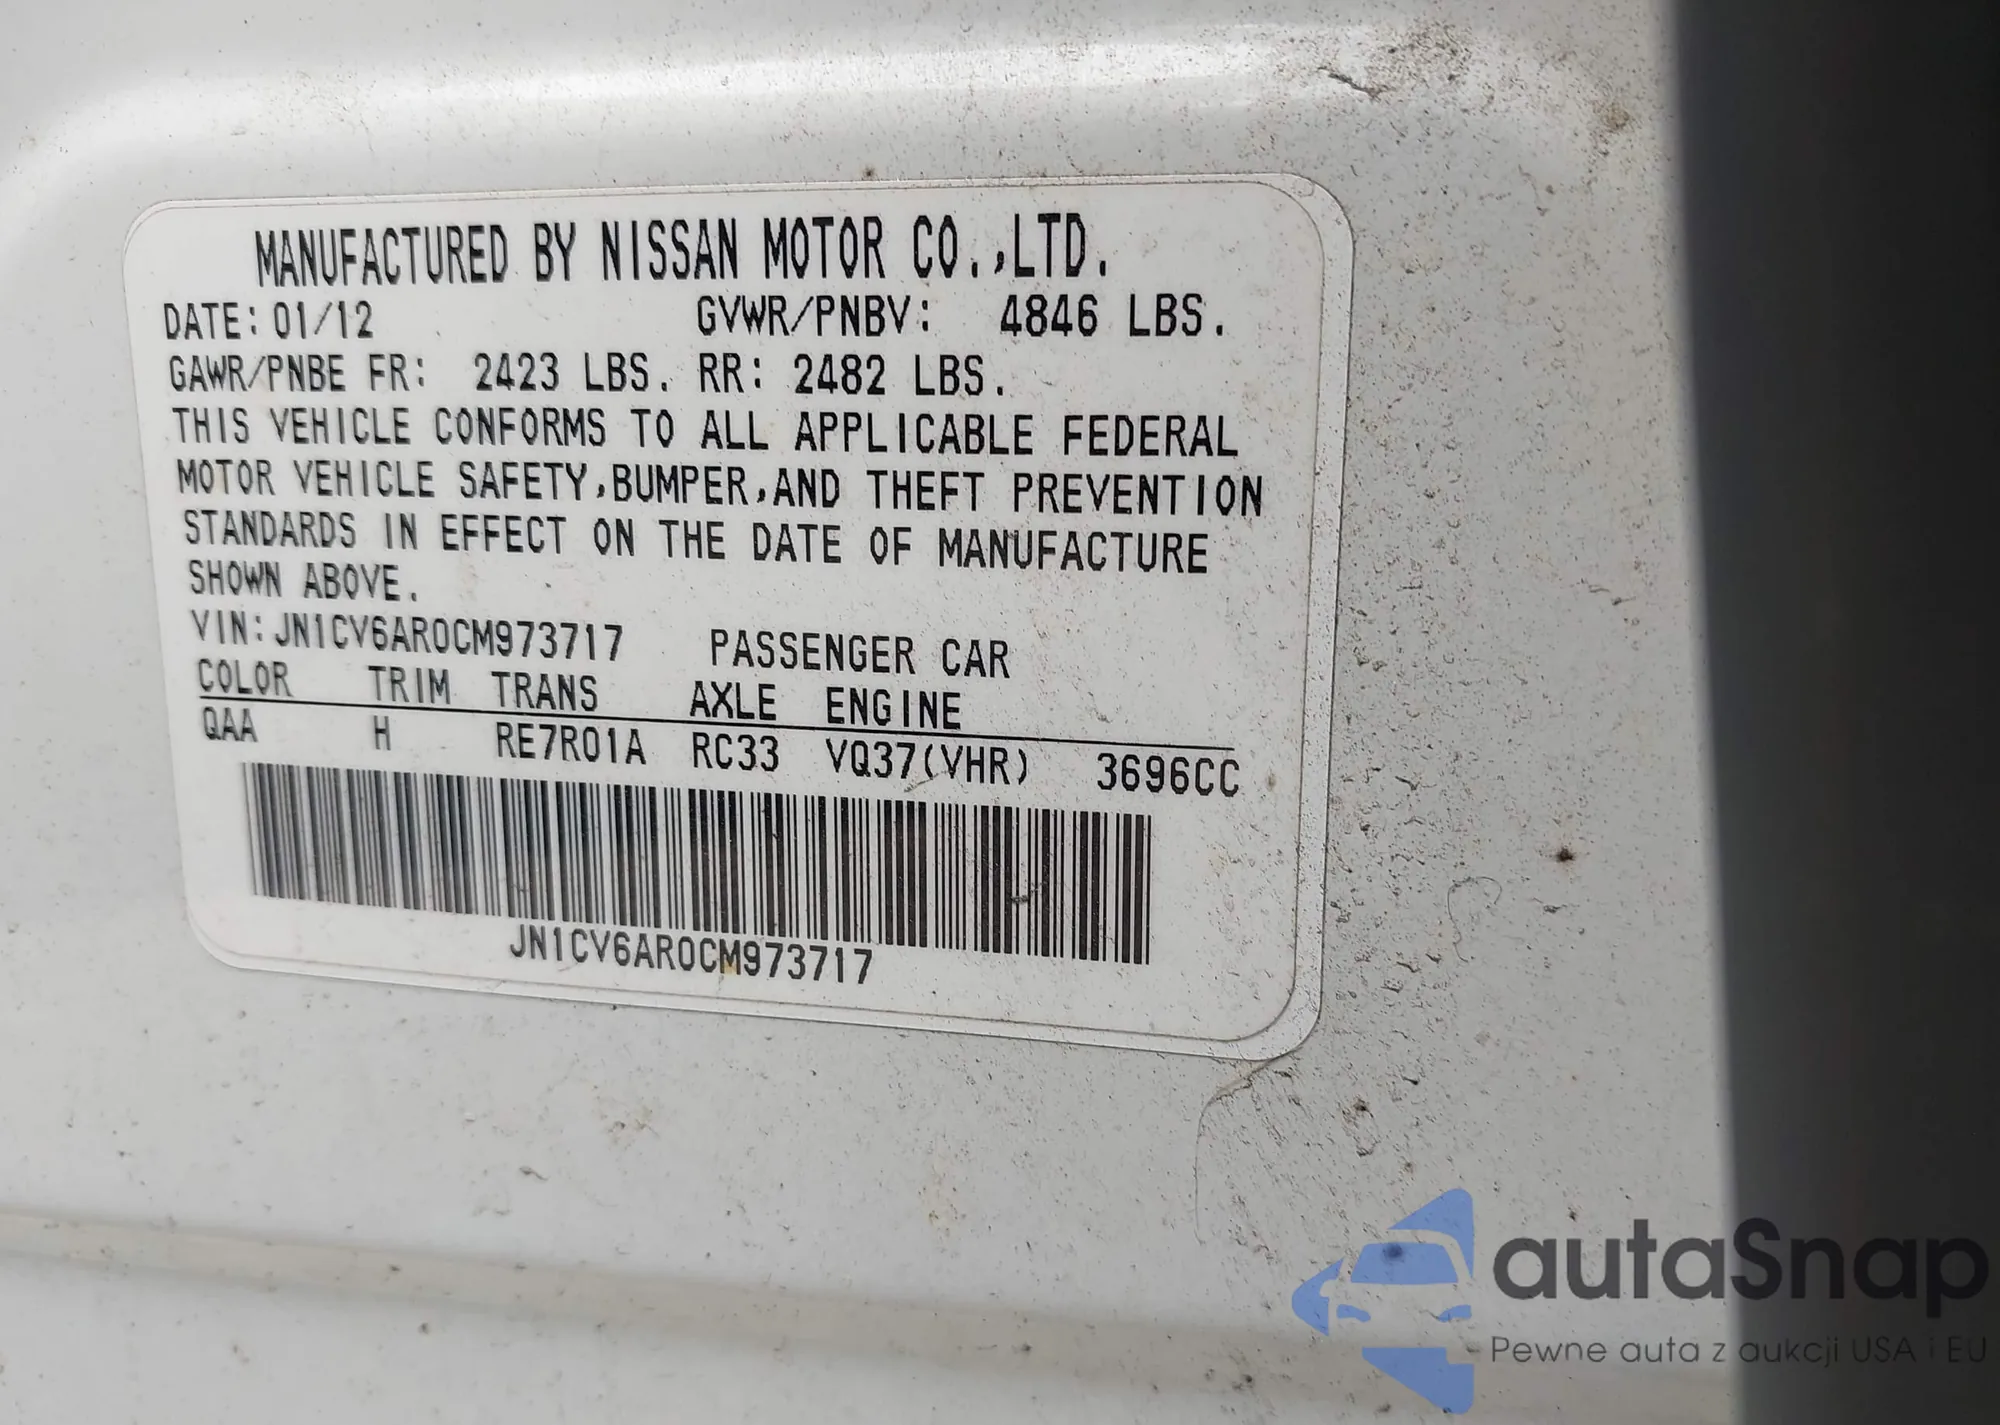 MANUFACTURED BY NISSAN MOTOR CO.,LTD.
DATE: 01/12 GVWR/PNBV: 4846 LBS.
GAWR/PNBE FR: 2423 LBS. RR: 2482 LBS.
THIS VEHICLE CONFORMS TO ALL APPLICABLE FEDERAL
MOTOR VEHICLE SAFETY,BUMPER,AND THEFT PREVENTION
STANDARDS IN EFFECT ON THE DATE OF MANUFACTURE
SHOWN ABOVE.
VIN: JN1CV6AR0CM973717 PASSENGER CAR
COLOR TRIM TRANS AXLE ENGINE
QAA H RE7R01A RC33 VQ37(VHR) 3696CC
JN1CV6AR0CM973717
autaSnap
Pewne auta z aukcji USA i EU